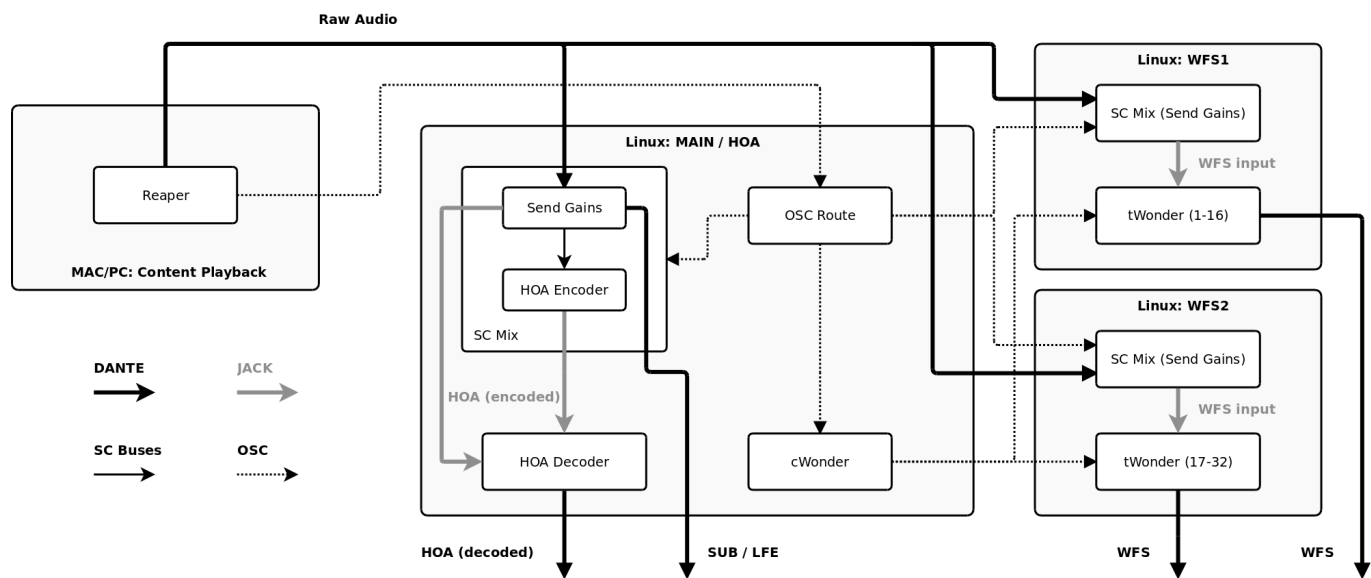 Raw Audio
Linux: WFS1
SC Mix (Send Gains)
WFS input
tWonder (1-16)
Linux: MAIN / HOA
Reaper
MAC/PC: Content Playback
Send Gains
OSC Route
HOA Encoder
SC Mix
Linux: WFS2
SC Mix (Send Gains)
WFS input
tWonder (17-32)
DANTE
JACK
SC Buses
OSC
HOA (encoded)
HOA Decoder
cWonder
HOA (decoded)
SUB / LFE
WFS
WFS